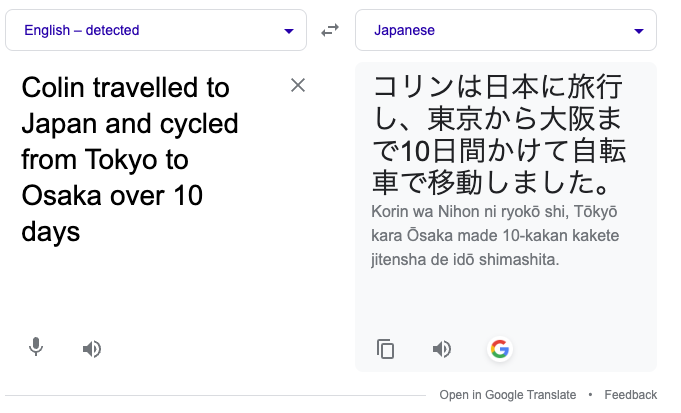 English – detected
Japanese
Colin travelled to
Japan and cycled
from Tokyo to
Osaka over 10
days
コリンは日本に旅行
し、東京から大阪ま
で10日間かけて自転
車で移動しました。
Korin wa Nihon ni ryokō shi, Tōkyō
kara Ōsaka made 10-kakan kakete
jitensha de idō shimashita.
Open in Google Translate • Feedback